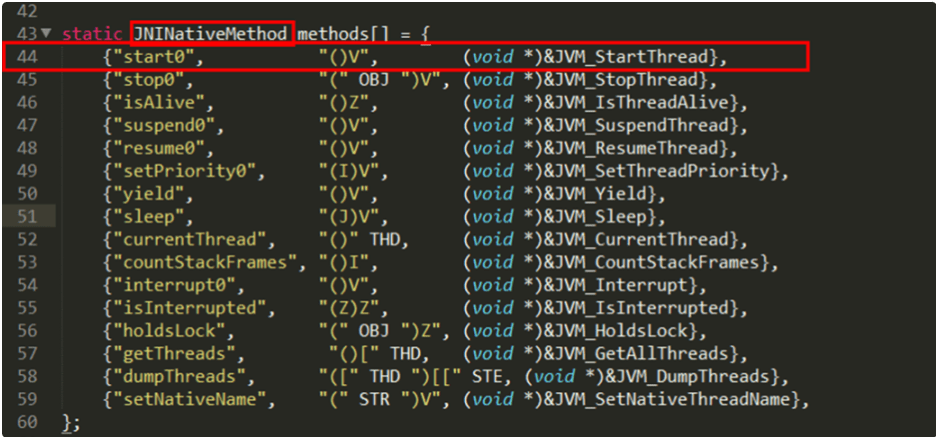 42
43 static JNINativeMethod methods[] = {
44     {"start0",           "()V",        (void *)&JVM_StartThread},
45     {"stop0",            "(" OBJ ")V", (void *)&JVM_StopThread},
46     {"isAlive",          "()Z",        (void *)&JVM_IsThreadAlive},
47     {"suspend0",         "()V",        (void *)&JVM_SuspendThread},
48     {"resume0",          "()V",        (void *)&JVM_ResumeThread},
49     {"setPriority0",     "(I)V",       (void *)&JVM_SetThreadPriority},
50     {"yield",            "()V",        (void *)&JVM_Yield},
51     {"sleep",            "(J)V",       (void *)&JVM_Sleep},
52     {"currentThread",    "()" THD,     (void *)&JVM_CurrentThread},
53     {"countStackFrames", "()I",        (void *)&JVM_CountStackFrames},
54     {"interrupt0",       "()V",        (void *)&JVM_Interrupt},
55     {"isInterrupted",    "(Z)Z",       (void *)&JVM_IsInterrupted},
56     {"holdsLock",        "(" OBJ ")Z", (void *)&JVM_HoldsLock},
57     {"getThreads",        "()[" THD,   (void *)&JVM_GetAllThreads},
58     {"dumpThreads",      "([" THD ")[[" STE, (void *)&JVM_DumpThreads},
59     {"setNativeName",    "(" STR ")V", (void *)&JVM_SetNativeThreadName},
60 };